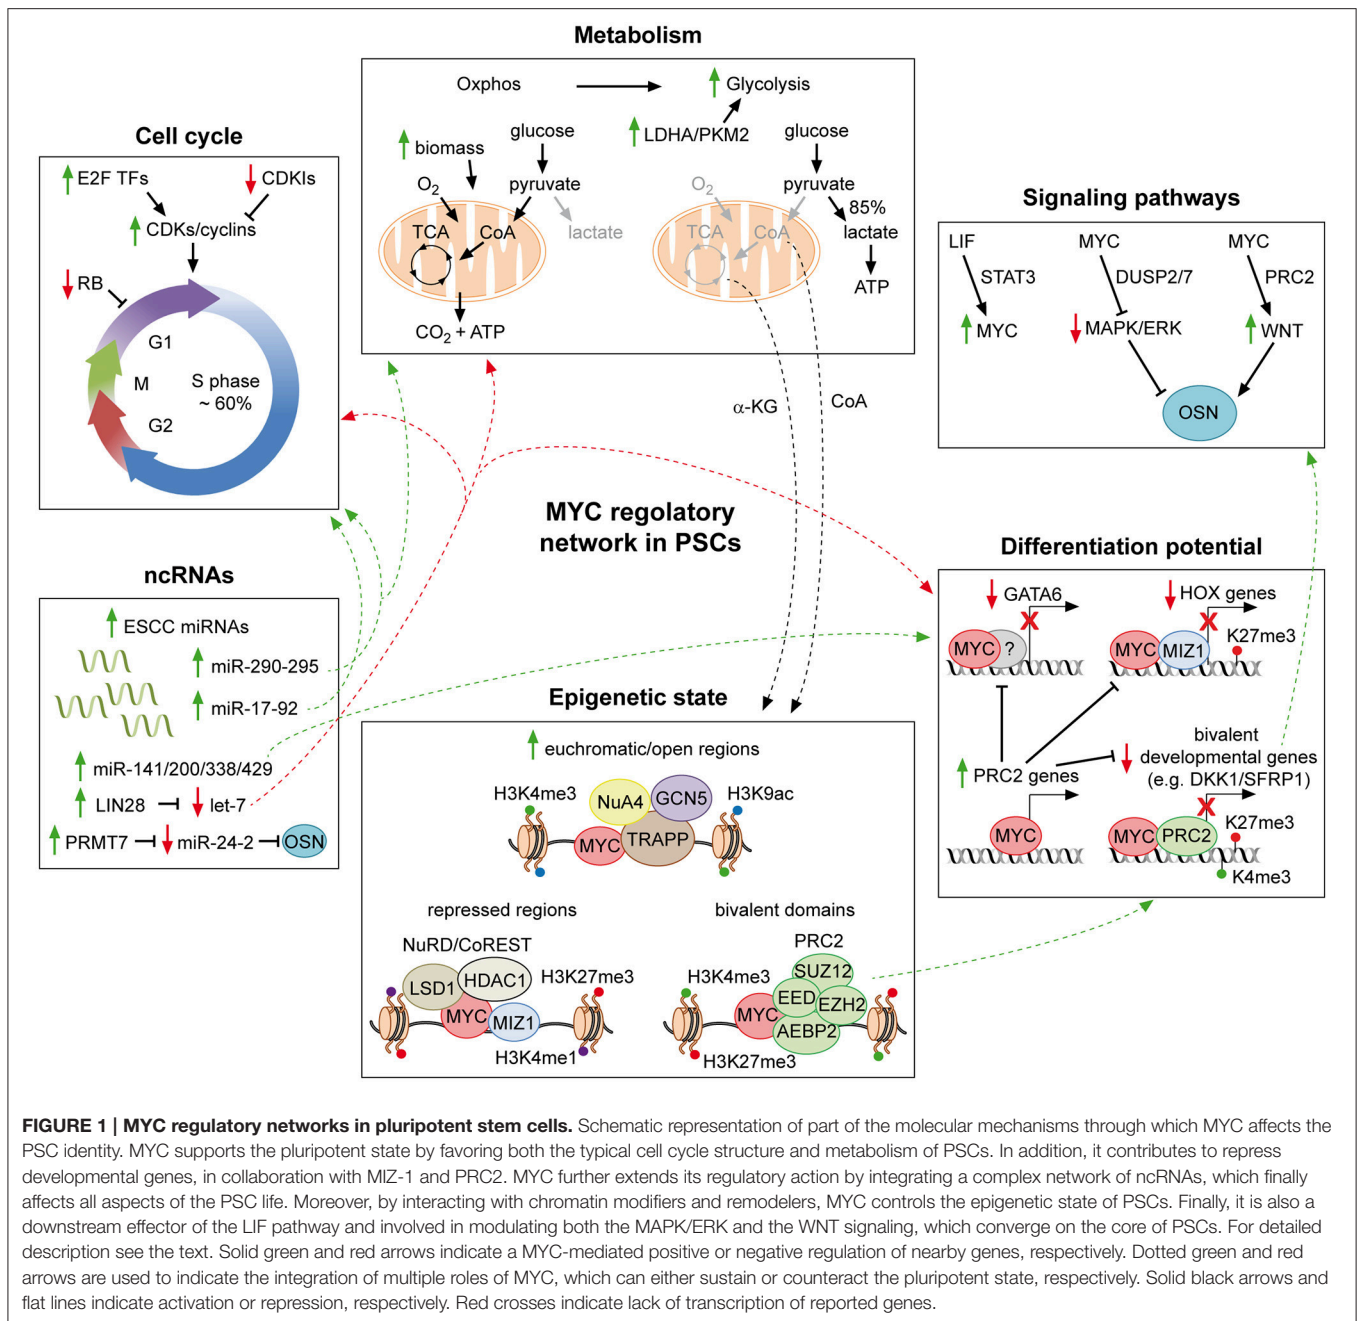 Metabolism
Oxphos
Glycolysis
LDHA/PKM2
biomass
glucose
glucose
O2
pyruvate
O2
pyruvate
85%
TCA
CoA
lactate
TCA
CoA
lactate
ATP
CO2 + ATP
Cell cycle
E2F TFs
CDKIs
CDKs/cyclins
RB
G1
M
S phase
~ 60%
G2
Signaling pathways
LIF
MYC
MYC
STAT3
DUSP2/7
PRC2
MYC
MAPK/ERK
WNT
OSN
α-KG
CoA
MYC regolatory
network in PSCs
ncRNAs
ESCC miRNAs
miR-290-295
miR-17-92
miR-141/200/338/429
LIN28
let-7
PRMT7
miR-24-2
OSN
Differentiation potential
GATA6
HOX genes
K27me3
MYC
?
MYC
MIZ1
bivalent
developmental genes
(e.g. DKK1/SFRP1)
PRC2 genes
K27me3
MYC
MYC
PRC2
K4me3
Epigenetic state
euchromatic/open regions
H3K4me3
NuA4
GCN5
H3K9ac
MYC
TRAPP
repressed regions
bivalent domains
NuRD/CoREST
PRC2
LSD1
HDAC1
H3K27me3
H3K4me3
SUZ12
MYC
MIZ1
MYC
EED
EZH2
AEBP2
H3K4me1
H3K27me3
FIGURE 1 | MYC regulatory networks in pluripotent stem cells. Schematic representation of part of the molecular mechanisms through which MYC affects the
PSC identity. MYC supports the pluripotent state by favoring both the typical cell cycle structure and metabolism of PSCs. In addition, it contributes to repress
developmental genes, in collaboration with MIZ-1 and PRC2. MYC further extends its regulatory action by integrating a complex network of ncRNAs, which finally
affects all aspects of the PSC life. Moreover, by interacting with chromatin modifiers and remodelers, MYC controls the epigenetic state of PSCs. Finally, it is also a
downstream effector of the LIF pathway and involved in modulating both the MAPK/ERK and the WNT signaling, which converge on the core of PSCs. For detailed
description see the text. Solid green and red arrows indicate a MYC-mediated positive or negative regulation of nearby genes, respectively. Dotted green and red
arrows are used to indicate the integration of multiple roles of MYC, which can either sustain or counteract the pluripotent state, respectively. Solid black arrows and
flat lines indicate activation or repression, respectively. Red crosses indicate lack of transcription of reported genes.